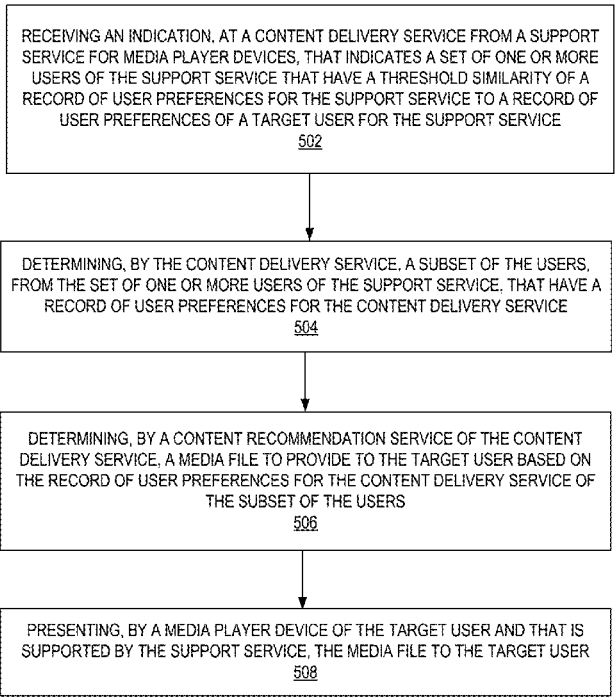 RECEIVING AN INDICATION, AT A CONTENT DELIVERY SERVICE FROM A SUPPORT
SERVICE FOR MEDIA PLAYER DEVICES, THAT INDICATES A SET OF ONE OR MORE
USERS OF THE SUPPORT SERVICE THAT HAVE A THRESHOLD SIMILARITY OF A
RECORD OF USER PREFERENCES FOR THE SUPPORT SERVICE TO A RECORD OF
USER PREFERENCES OF A TARGET USER FOR THE SUPPORT SERVICE
502
DETERMINING, BY THE CONTENT DELIVERY SERVICE, A SUBSET OF THE USERS,
FROM THE SET OF ONE OR MORE USERS OF THE SUPPORT SERVICE, THAT HAVE A
RECORD OF USER PREFERENCES FOR THE CONTENT DELIVERY SERVICE
504
DETERMINING, BY A CONTENT RECOMMENDATION SERVICE OF THE CONTENT
DELIVERY SERVICE, A MEDIA FILE TO PROVIDE TO THE TARGET USER BASED ON
THE RECORD OF USER PREFERENCES FOR THE CONTENT DELIVERY SERVICE OF
THE SUBSET OF THE USERS
506
PRESENTING, BY A MEDIA PLAYER DEVICE OF THE TARGET USER AND THAT IS
SUPPORTED BY THE SUPPORT SERVICE, THE MEDIA FILE TO THE TARGET USER
508